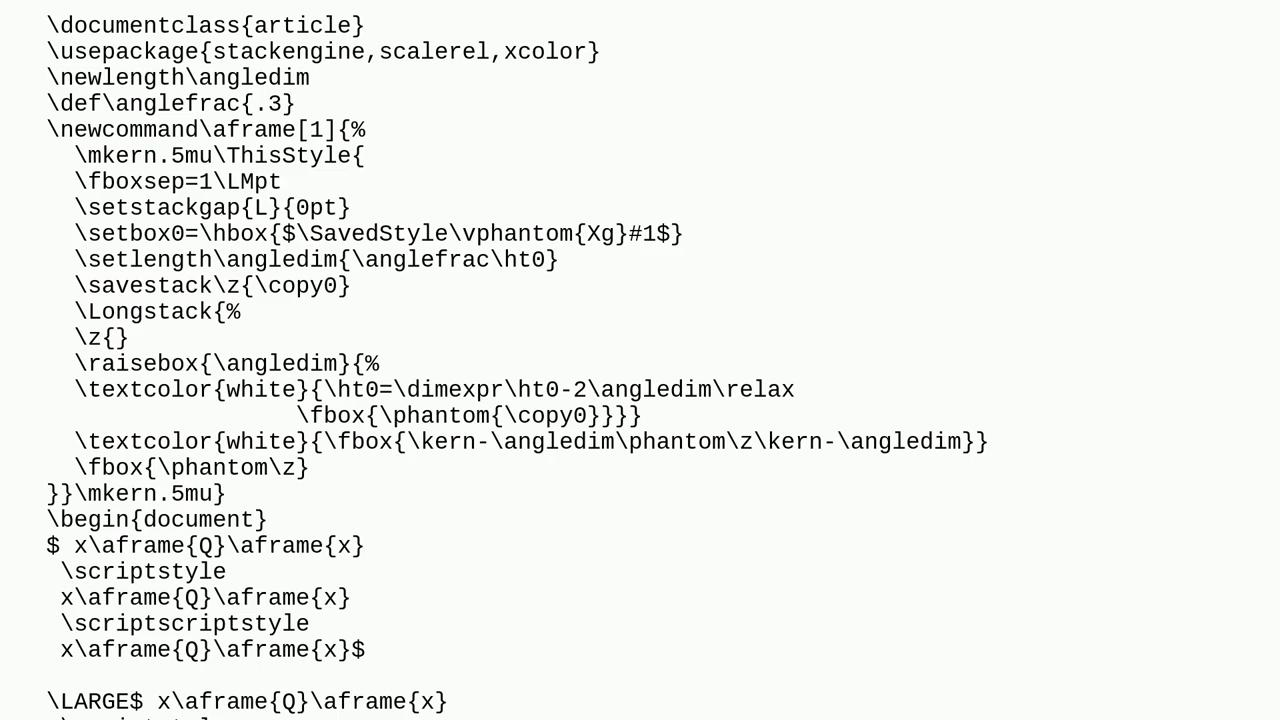 \documentclass{article}
\usepackage{stackengine,scalerel,xcolor}
\newlength\angledim
\def\anglefrac{.3}
\newcommand\aframe[1]{%
  \mkern.5mu\ThisStyle{
  \fboxsep=1\LMpt
  \setstackgap{L}{0pt}
  \setbox0=\hbox{$\SavedStyle\vphantom{Xg}#1$}
  \setlength\angledim{\anglefrac\ht0}
  \savestack\z{\copy0}
  \Longstack{%
  \z{}
  \raisebox{\angledim}{%
  \textcolor{white}{\ht0=\dimexpr\ht0-2\angledim\relax
                  \fbox{\phantom{\copy0}}}}
  \textcolor{white}{\fbox{\kern-\angledim\phantom\z\kern-\angledim}}
  \fbox{\phantom\z}
}}\mkern.5mu}
\begin{document}
$ x\aframe{Q}\aframe{x}
 \scriptstyle
 x\aframe{Q}\aframe{x}
 \scriptscriptstyle
 x\aframe{Q}\aframe{x}$

\LARGE$ x\aframe{Q}\aframe{x}